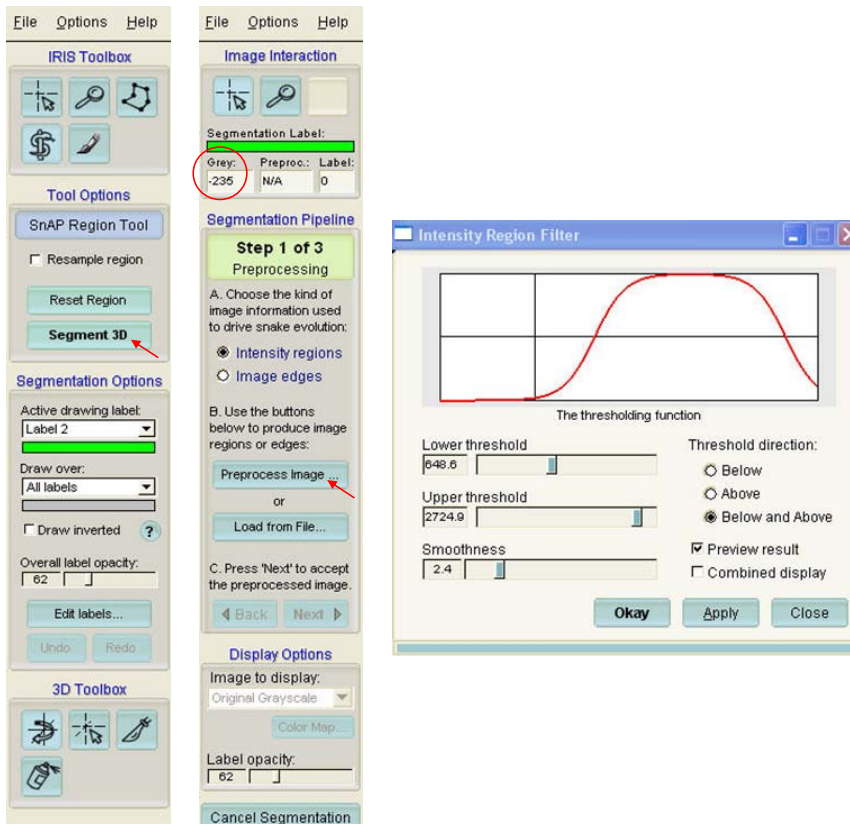 File Options Help
IRIS Toolbox
Tool Options
SnAP Region Tool
Resample region
Reset Region
Segment 3D
Segmentation Options
Active drawing label:
Label 2
Draw over:
All labels
Draw inverted ?
Overall label opacity:
62
Edit labels...
Undo Redo
3D Toolbox
File Options Help
Image Interaction
Segmentation Label:
Grey: Preproc.: Label:
-235 N/A 0
Segmentation Pipeline
Step 1 of 3
Preprocessing
A. Choose the kind of
image information used
to drive snake evolution:
Intensity regions
Image edges
B. Use the buttons
below to produce image
regions or edges:
Preprocess Image ...
or
Load from File...
C. Press 'Next' to accept
the preprocessed image.
Back Next
Display Options
Image to display:
Original Grayscale
Color Map...
Label opacity:
62
Cancel Segmentation
Intensity Region Filter
The thresholding function
Lower threshold
648.6
Upper threshold
2724.9
Smoothness
2.4
Threshold direction:
Below
Above
Below and Above
Preview result
Combined display
Okay Apply Close